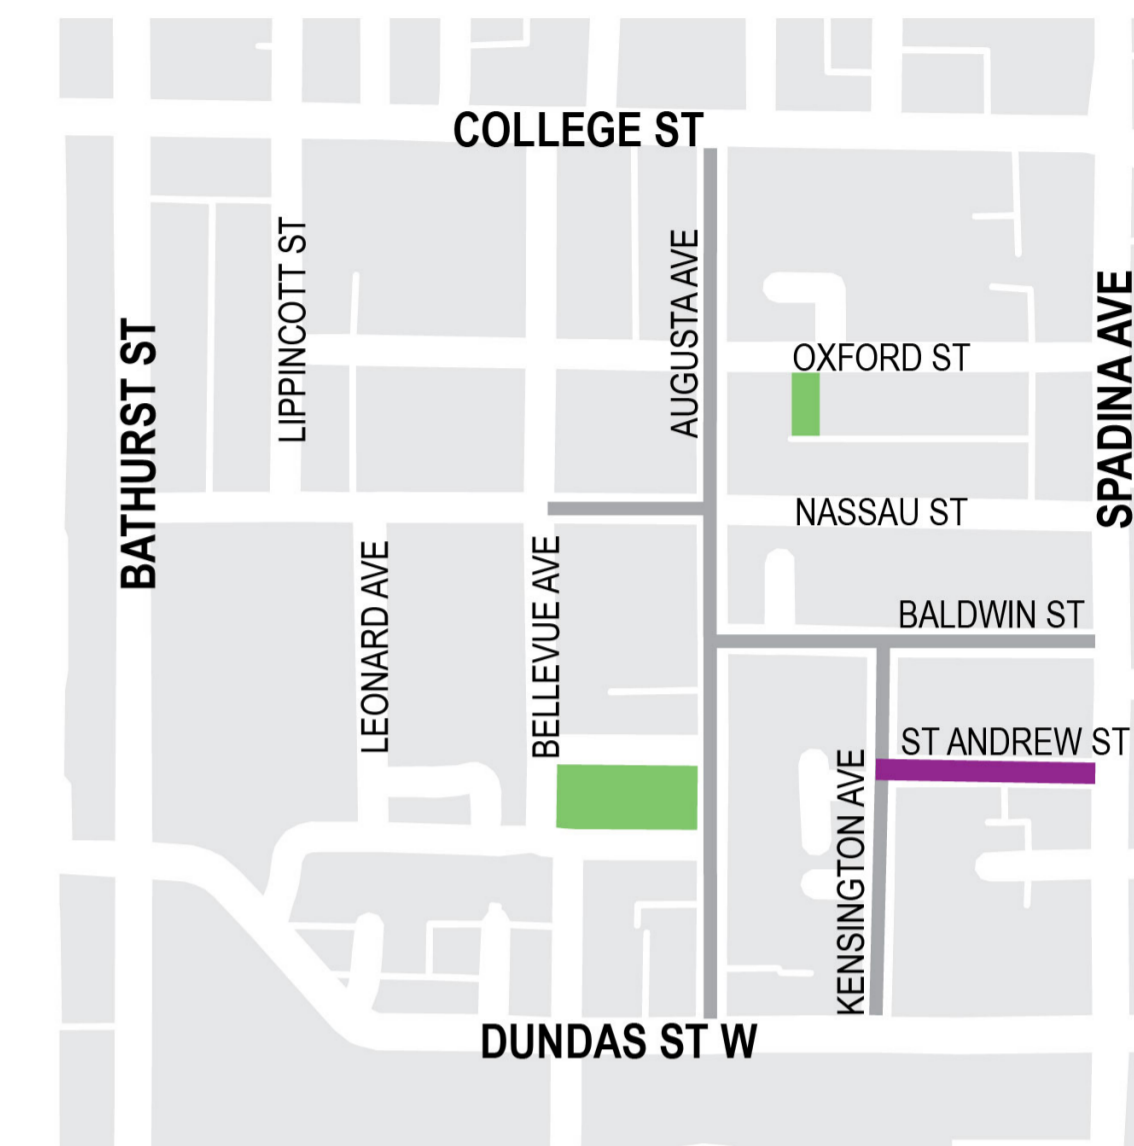 COLLEGE ST
LIPPINCOTT ST
AUGUSTA AVE
SPADINA AVE
BATHURST ST
OXFORD ST
NASSAU ST
LEONARD AVE
BELLEVUE AVE
BALDWIN ST
ST ANDREW ST
KENSINGTON AVE
DUNDAS ST W